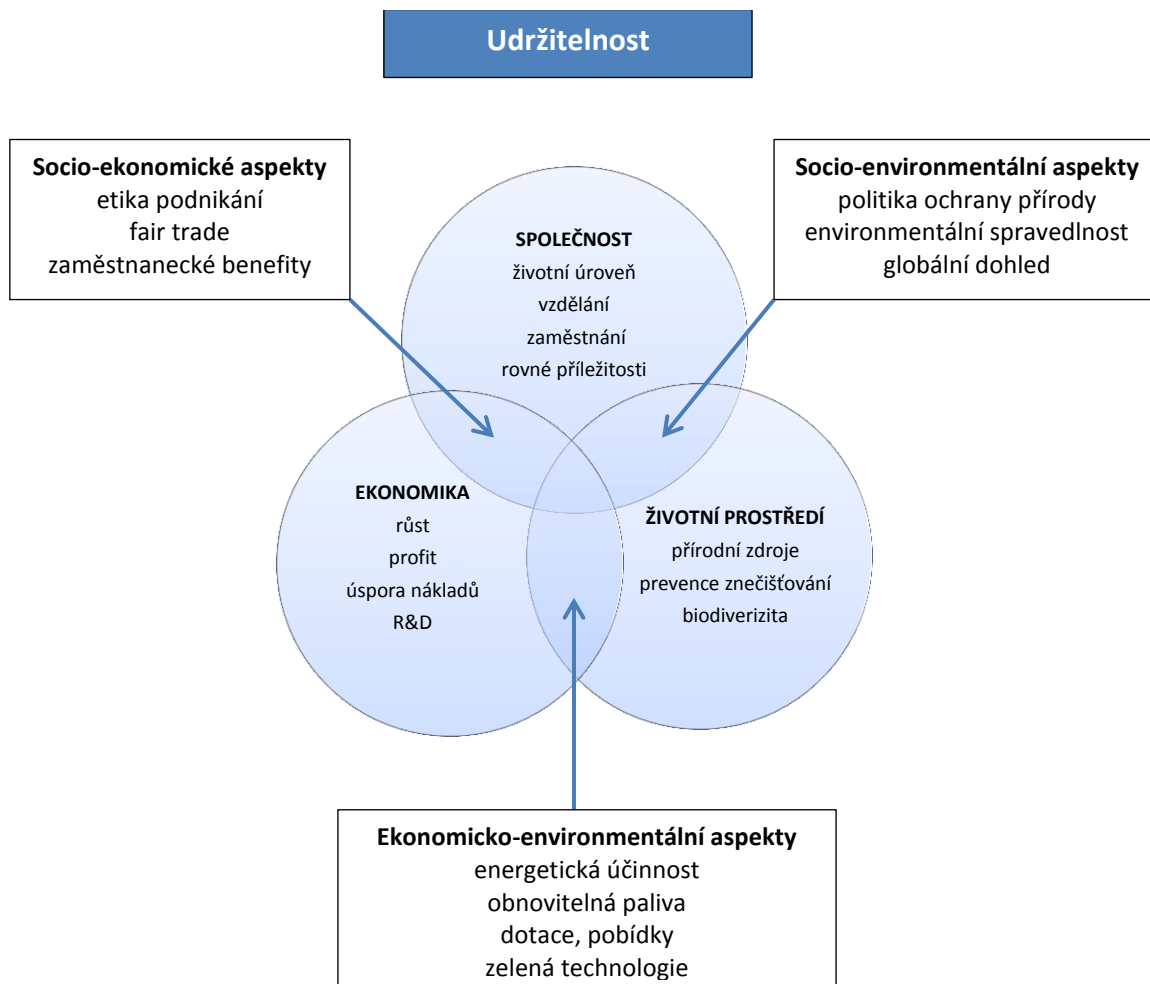 Udržitelnost
Socio-ekonomické aspekty
etika podnikání
fair trade
zaměstnanecké benefity
Socio-environmentální aspekty
politika ochrany přírody
environmentální spravedlnost
globální dohled
SPOLEČNOST
životní úroveň
vzdělání
zaměstnání
rovné příležitosti
EKONOMIKA
růst
profit
úspora nákladů
R&D
ŽIVOTNÍ PROSTŘEDÍ
přírodní zdroje
prevence znečišťování
biodiverizita
Ekonomicko-environmentální aspekty
energetická účinnost
obnovitelná paliva
dotace, pobídky
zelená technologie